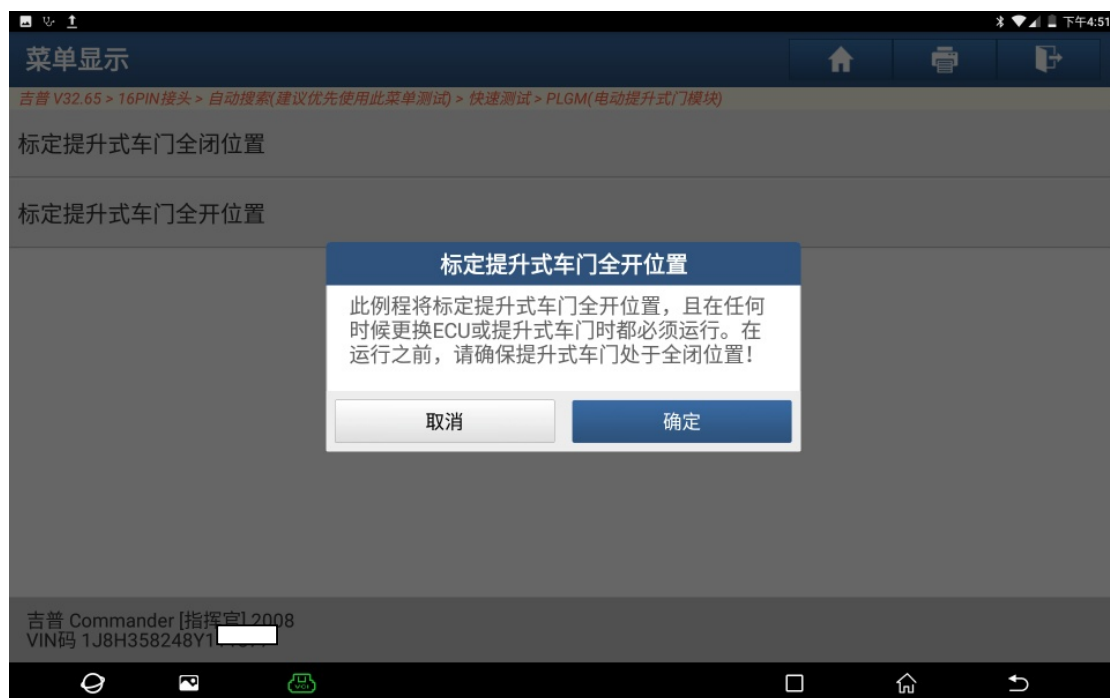 下午4:51
菜单显示
吉普 V32.65 > 16PIN接头 > 自动搜索(建议优先使用此菜单测试) > 快速测试 > PLGM(电动提升式门模块)
标定提升式车门全闭位置
标定提升式车门全开位置
标定提升式车门全开位置
此例程将标定提升式车门全开位置，且在任何
时候更换ECU或提升式车门时都必须运行。在
运行之前，请确保提升式车门处于全闭位置！
取消
确定
吉普 Commander [指挥官] 2008
VIN码 1J8H358248Y1
VCI